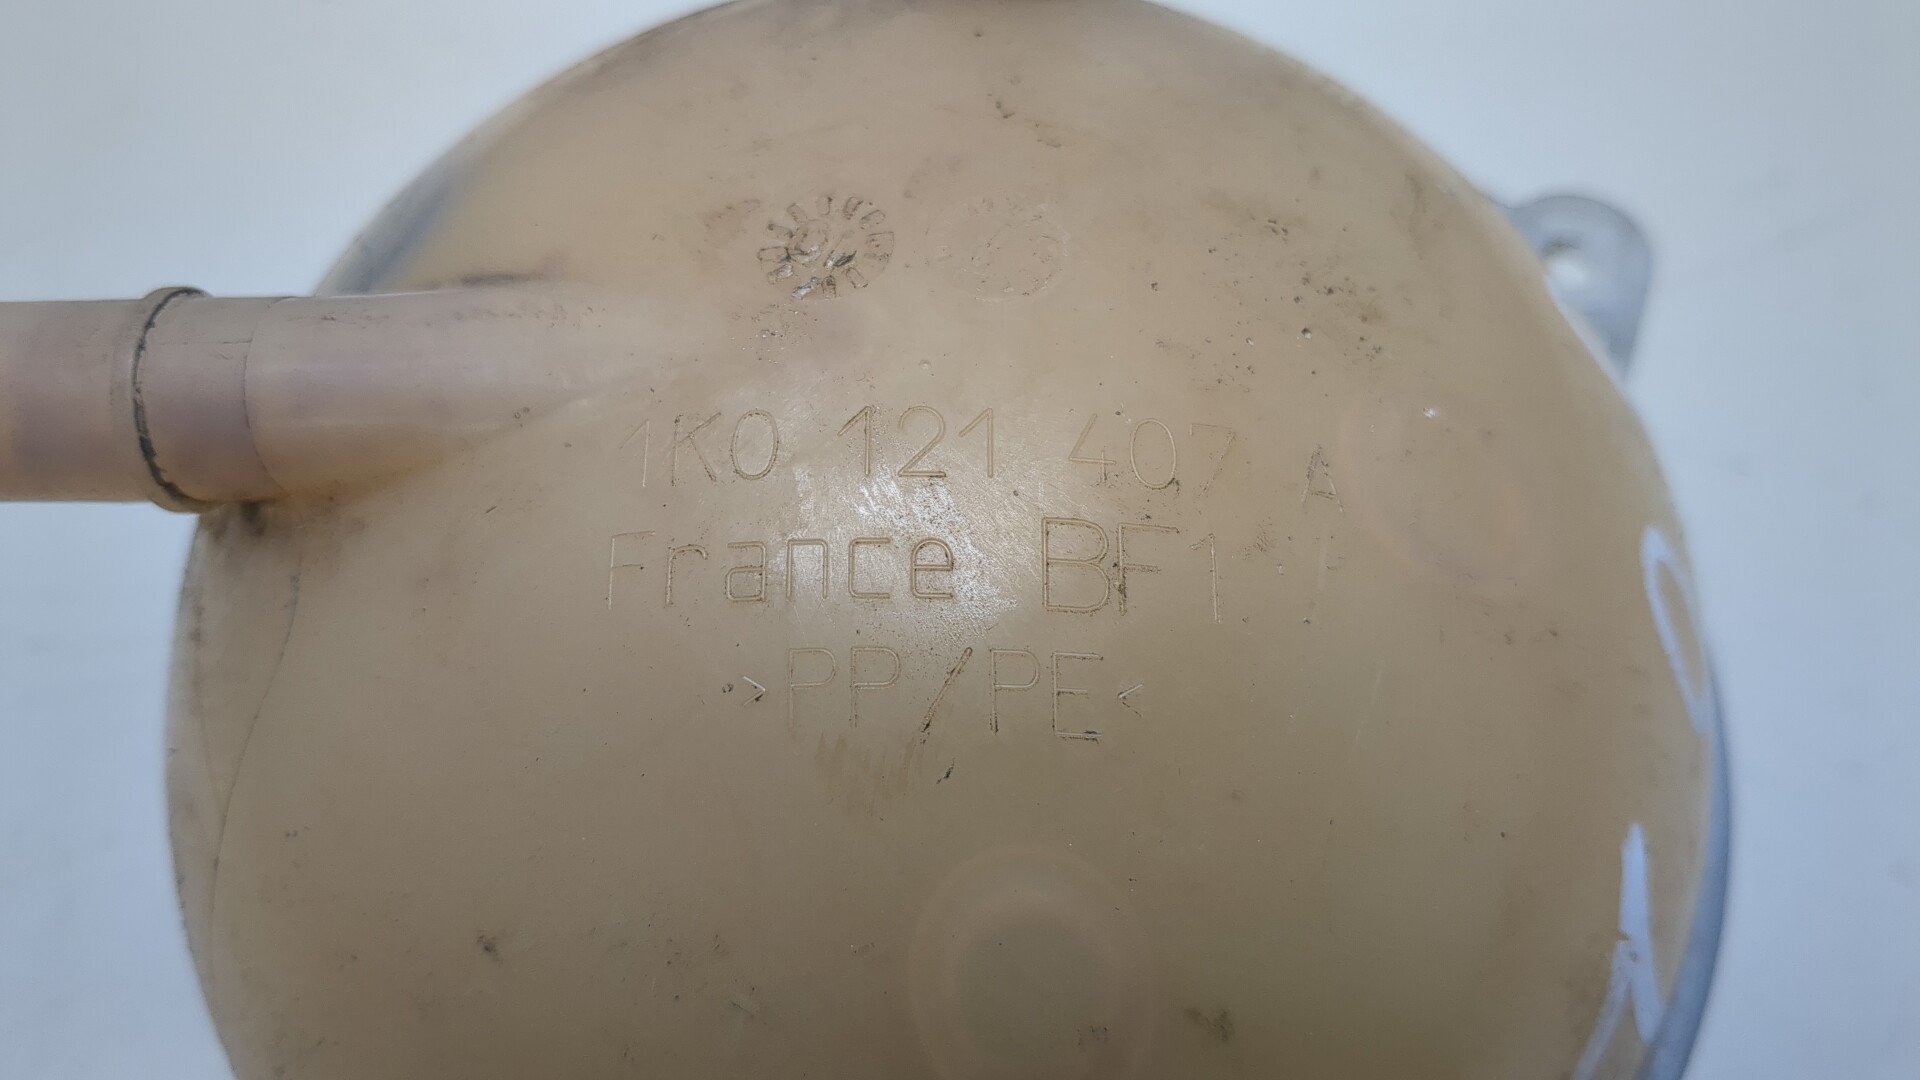 1K0 121 407 A
France BF1
>PP/PE<